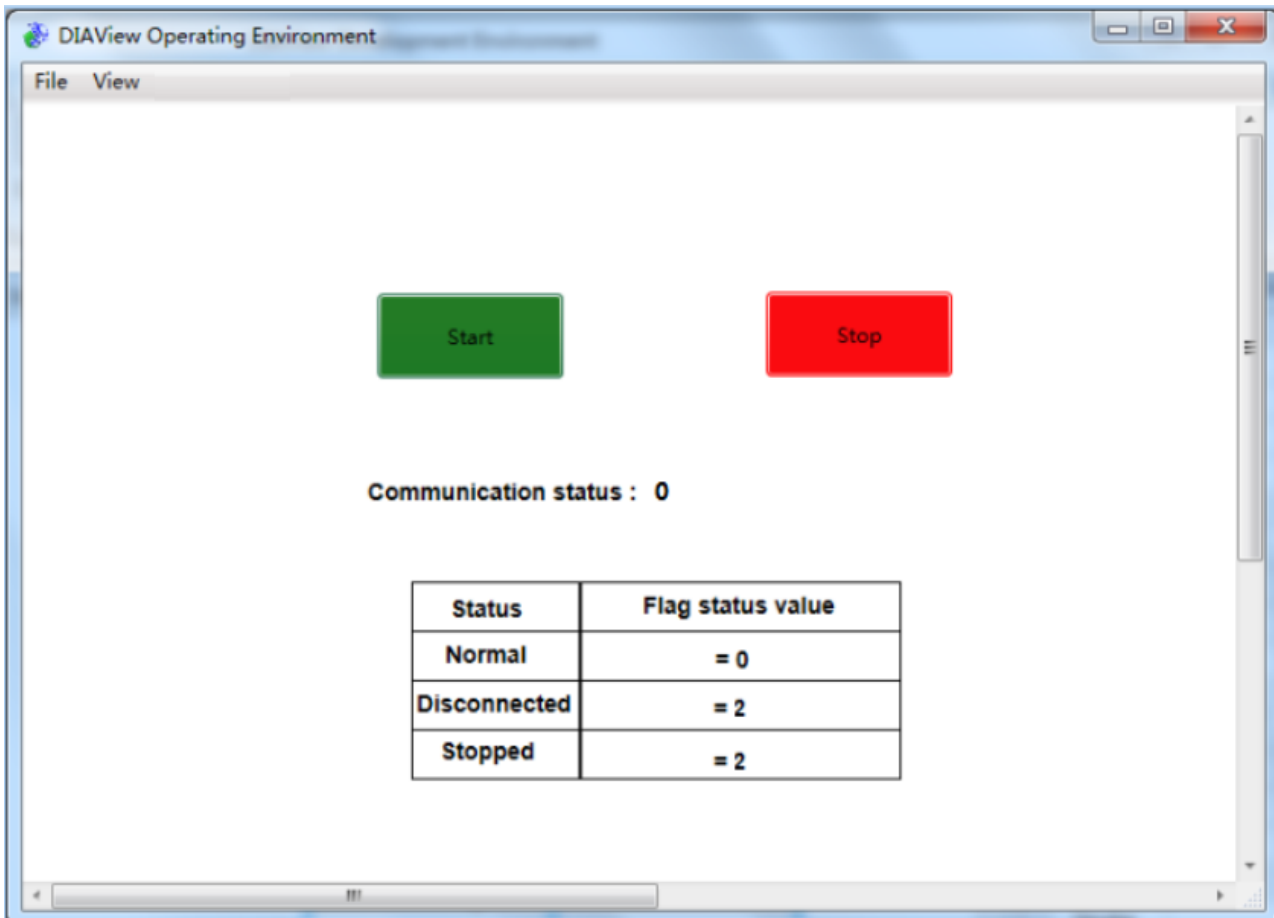 DIAView Operating Environment
File View
Start Stop
Communication status : 0
Status Flag status value
Normal = 0
Disconnected = 2
Stopped = 2